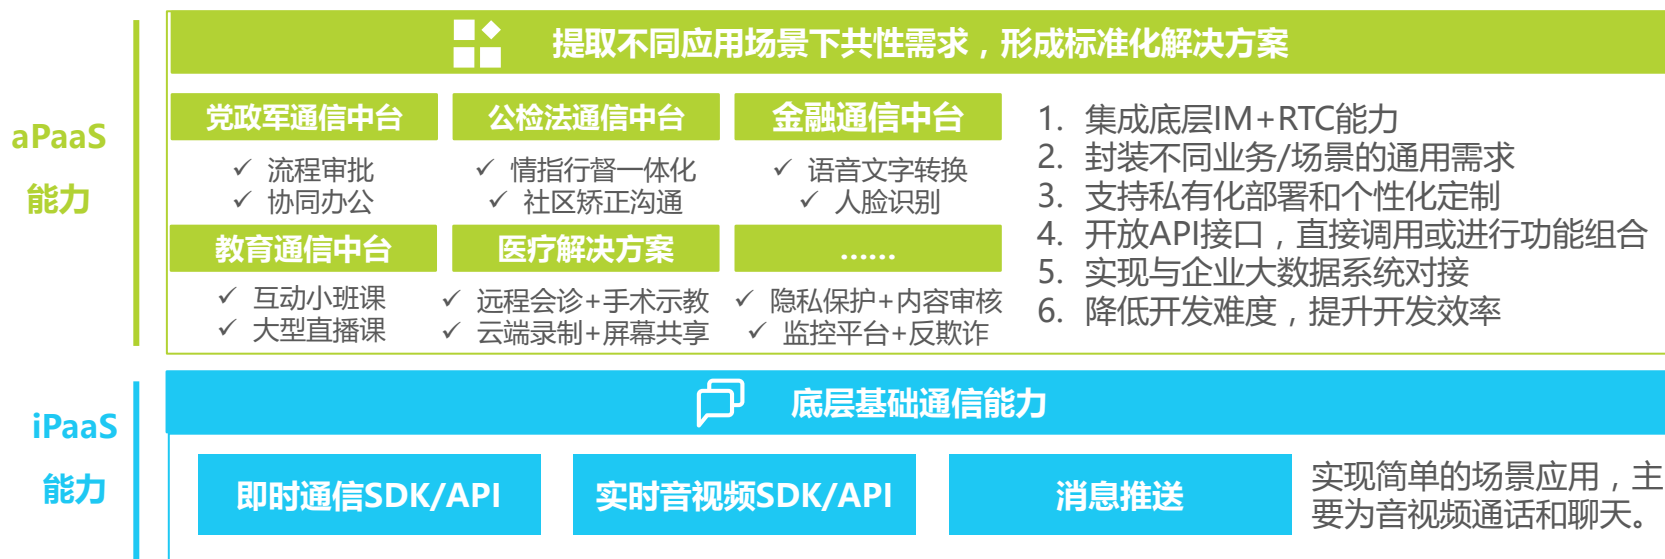 提取不同应用场景下共性需求，形成标准化解决方案
aPaaS
能力
党政军通信中台
✓ 流程审批
✓ 协同办公
公检法通信中台
✓ 情指行督一体化
✓ 社区矫正沟通
金融通信中台
✓ 语音文字转换
✓ 人脸识别
教育通信中台
✓ 互动小班课
✓ 大型直播课
医疗解决方案
✓ 远程会诊+手术示教
✓ 云端录制+屏幕共享
......
✓ 隐私保护+内容审核
✓ 监控平台+反欺诈
1. 集成底层IM+RTC能力
2. 封装不同业务/场景的通用需求
3. 支持私有化部署和个性化定制
4. 开放API接口，直接调用或进行功能组合
5. 实现与企业大数据系统对接
6. 降低开发难度，提升开发效率
iPaaS
能力
底层基础通信能力
即时通信SDK/API
实时音视频SDK/API
消息推送
实现简单的场景应用，主
要为音视频通话和聊天。